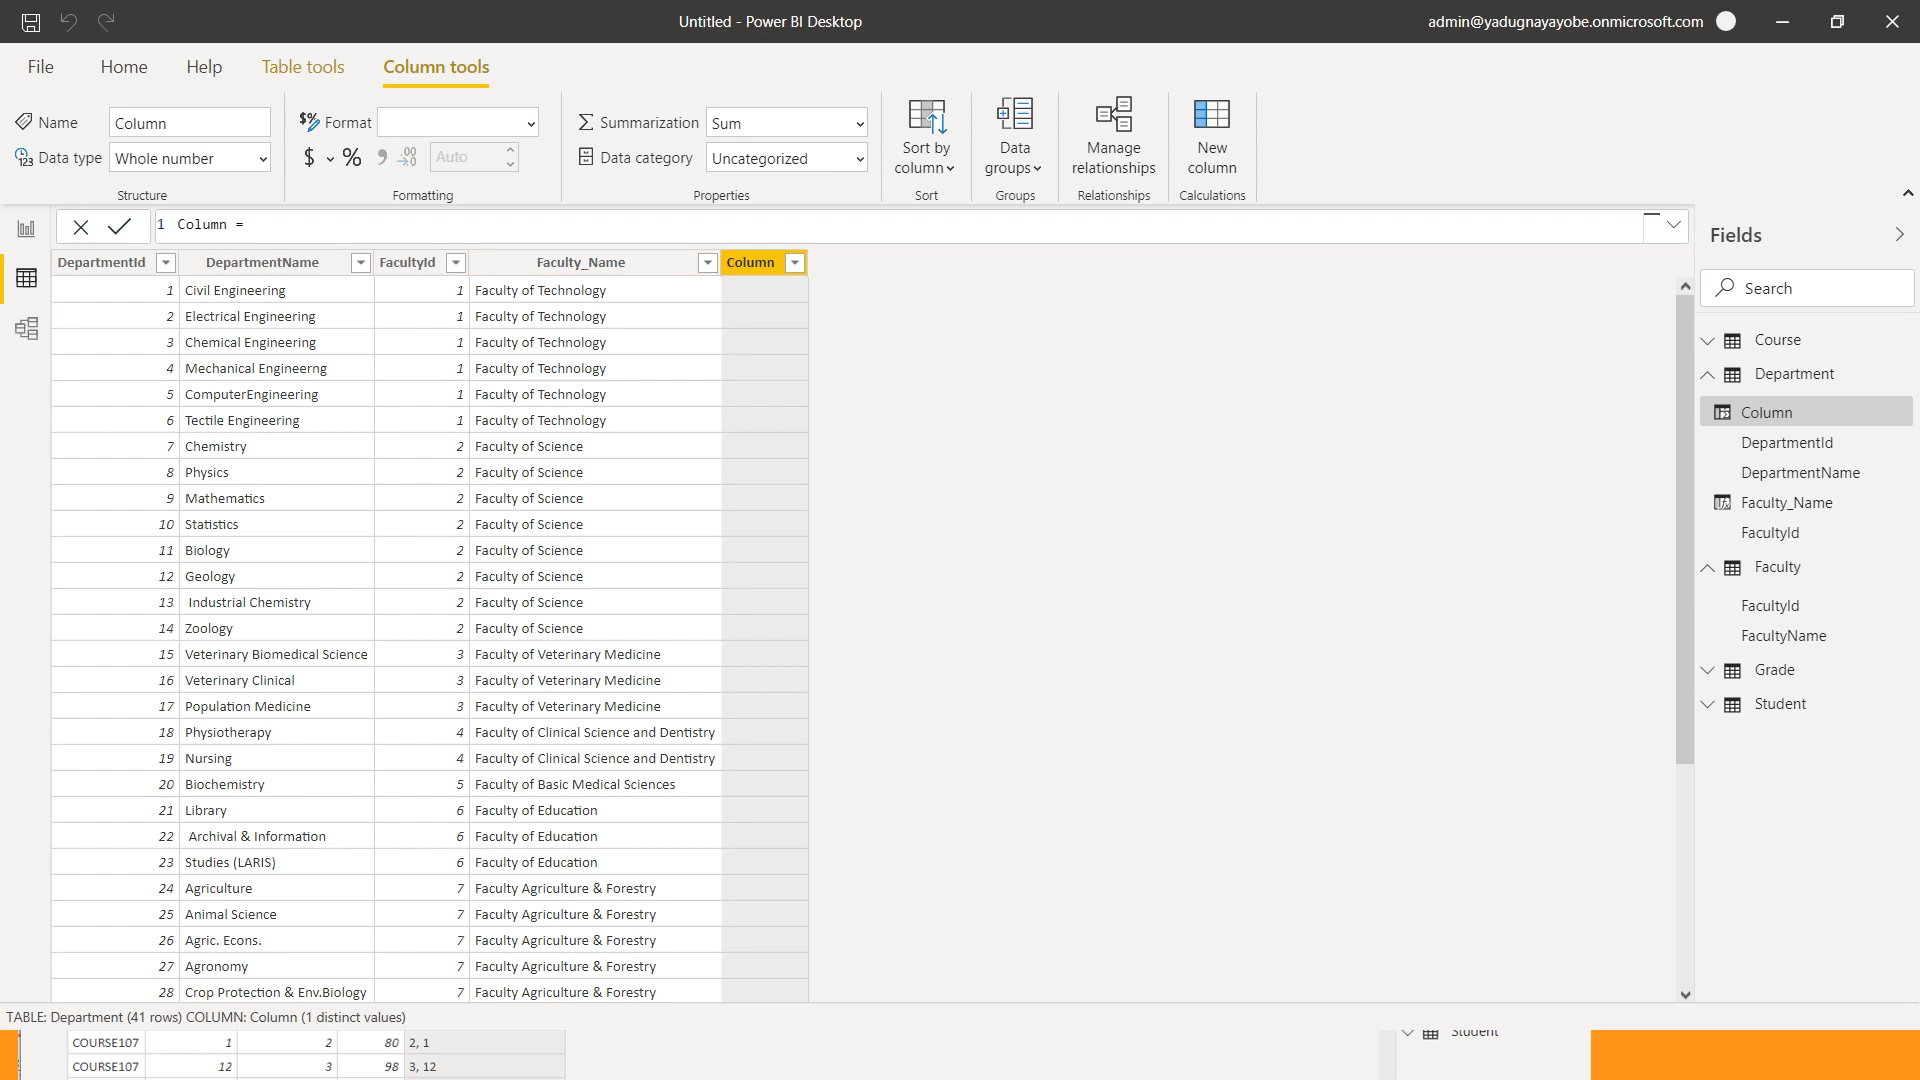 Untitled - Power BI Desktop
admin@yadugnayayobe.onmicrosoft.com
File Home Help Table tools Column tools
Name Column
Data type Whole number
Structure
$% Format
$ % 9 .00 →.0 Auto
Formatting
Summarization Sum
Data category Uncategorized
Properties
Sort by column
Sort
Data groups
Groups
Manage relationships
Relationships
New column
Calculations
1 Column =
DepartmentId DepartmentName FacultyId Faculty_Name Column
1 Civil Engineering 1 Faculty of Technology
2 Electrical Engineering 1 Faculty of Technology
3 Chemical Engineering 1 Faculty of Technology
4 Mechanical Engineerng 1 Faculty of Technology
5 ComputerEngineering 1 Faculty of Technology
6 Tectile Engineering 1 Faculty of Technology
7 Chemistry 2 Faculty of Science
8 Physics 2 Faculty of Science
9 Mathematics 2 Faculty of Science
10 Statistics 2 Faculty of Science
11 Biology 2 Faculty of Science
12 Geology 2 Faculty of Science
13 Industrial Chemistry 2 Faculty of Science
14 Zoology 2 Faculty of Science
15 Veterinary Biomedical Science 3 Faculty of Veterinary Medicine
16 Veterinary Clinical 3 Faculty of Veterinary Medicine
17 Population Medicine 3 Faculty of Veterinary Medicine
18 Physiotherapy 4 Faculty of Clinical Science and Dentistry
19 Nursing 4 Faculty of Clinical Science and Dentistry
20 Biochemistry 5 Faculty of Basic Medical Sciences
21 Library 6 Faculty of Education
22 Archival & Information 6 Faculty of Education
23 Studies (LARIS) 6 Faculty of Education
24 Agriculture 7 Faculty Agriculture & Forestry
25 Animal Science 7 Faculty Agriculture & Forestry
26 Agric. Econs. 7 Faculty Agriculture & Forestry
27 Agronomy 7 Faculty Agriculture & Forestry
28 Crop Protection & Env.Biology 7 Faculty Agriculture & Forestry
Fields
Search
Course
Department
Column
DepartmentId
DepartmentName
Faculty_Name
FacultyId
Faculty
FacultyId
FacultyName
Grade
Student
TABLE: Department (41 rows) COLUMN: Column (1 distinct values)
COURSE107 1 2 80 2, 1
COURSE107 12 3 98 3, 12
Student